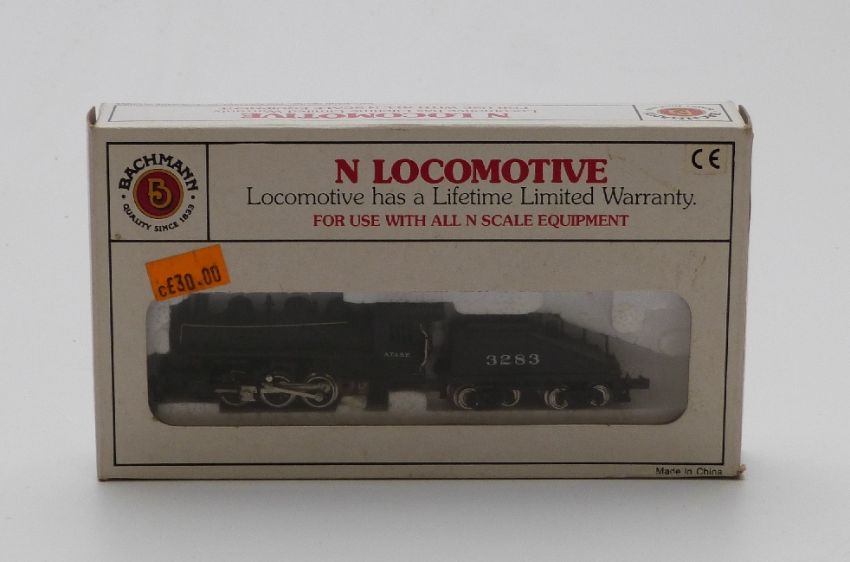 N LOCOMOTIVE
BACHMANN
QUALITY SINCE 1833
N LOCOMOTIVE
CE
Locomotive has a Lifetime Limited Warranty.
FOR USE WITH ALL N SCALE EQUIPMENT
c£30.00
A.T.& S.F.
3283
Made in China